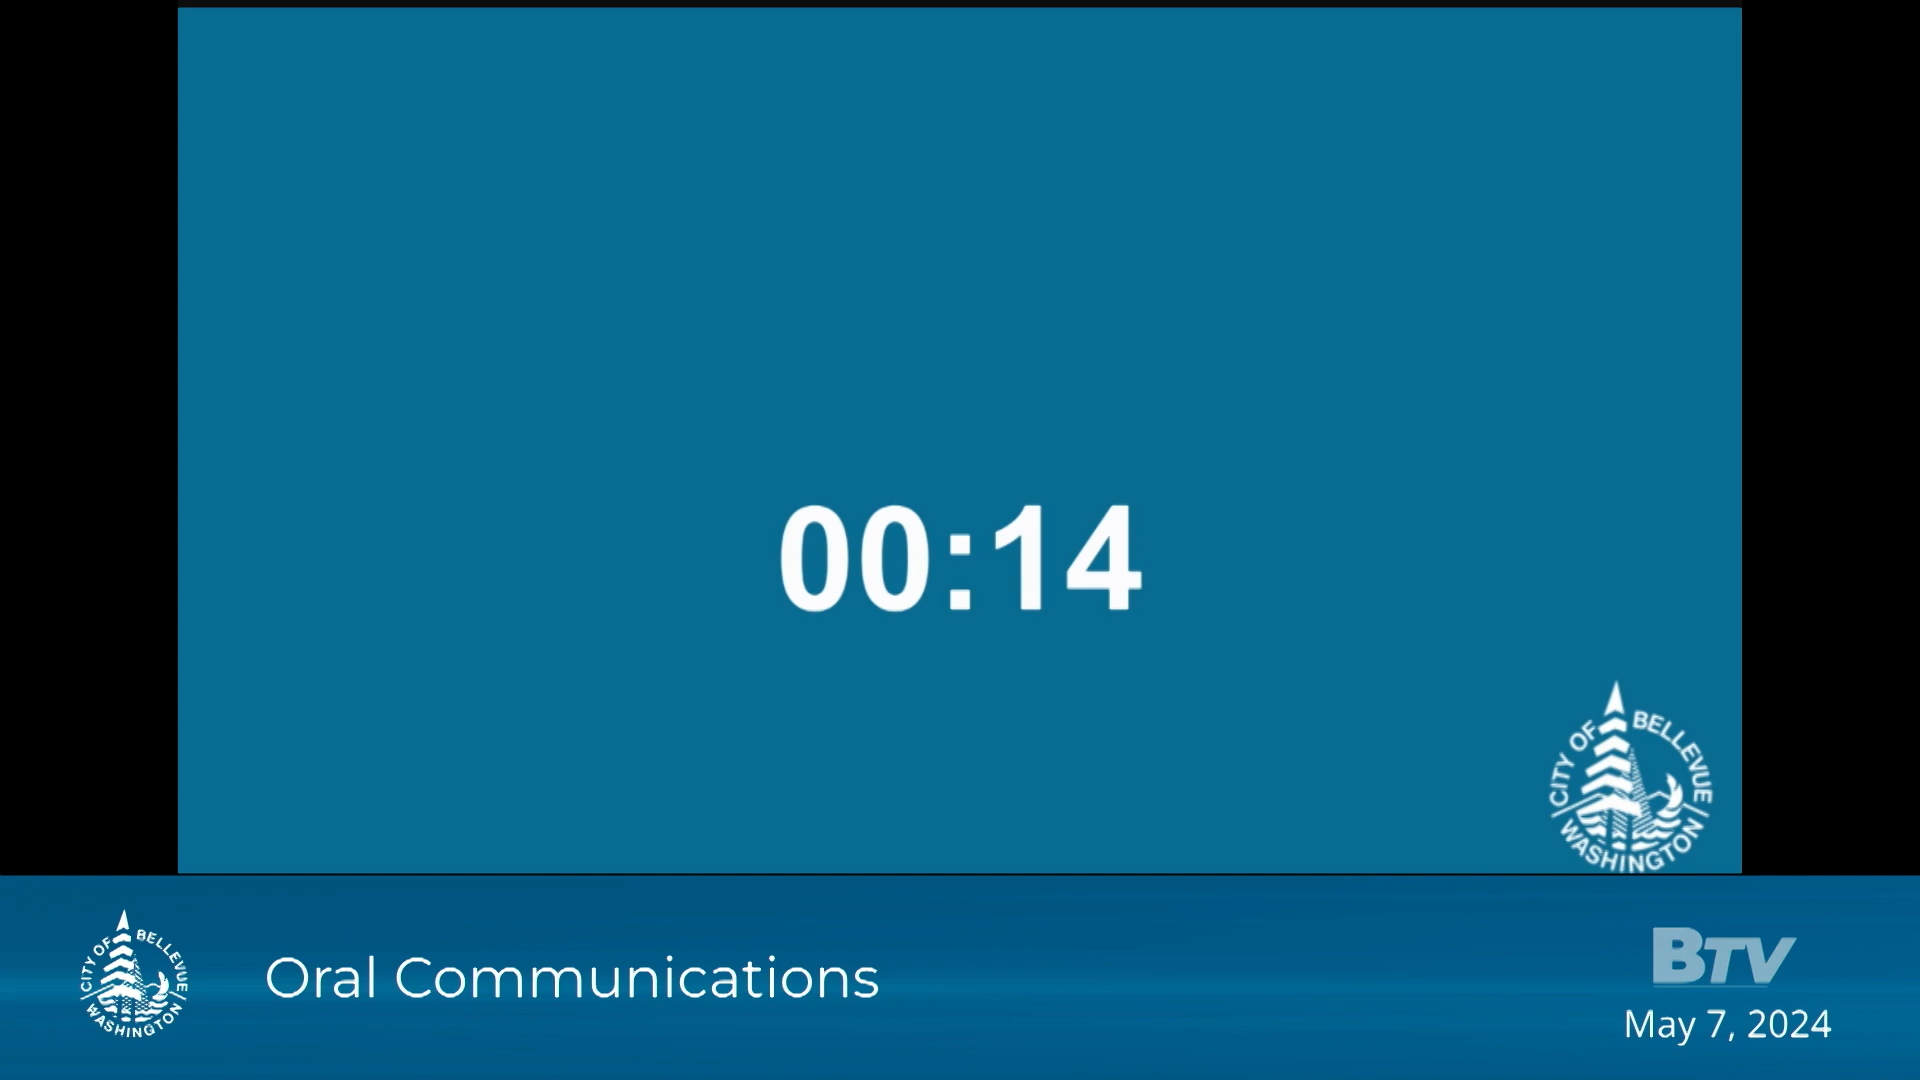 00:14
CITY OF BELLEVUE
WASHINGTON
CITY OF BELLEVUE
WASHINGTON
Oral Communications
BTV
May 7, 2024